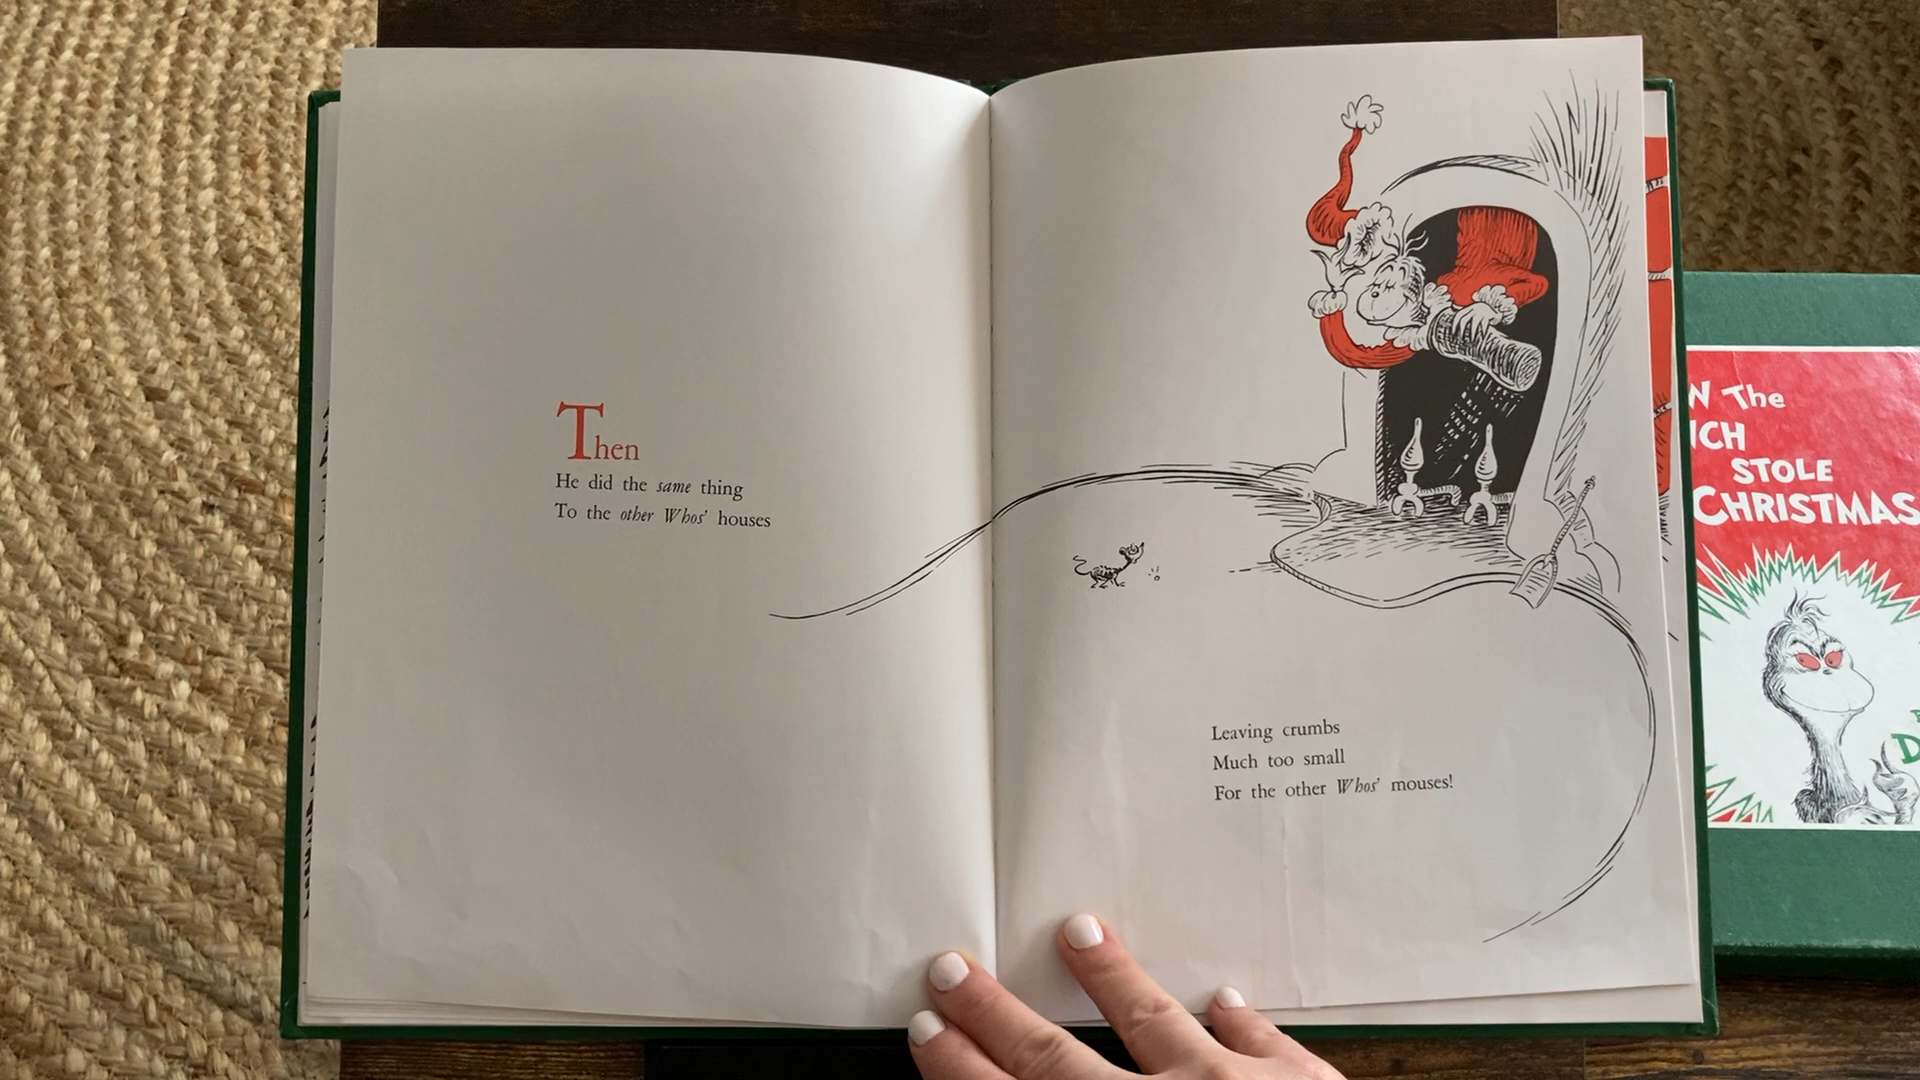 Then
He did the same thing
To the other Whos' houses
Leaving crumbs
Much too small
For the other Whos' mouses!
The
STOLE
CHRISTMAS